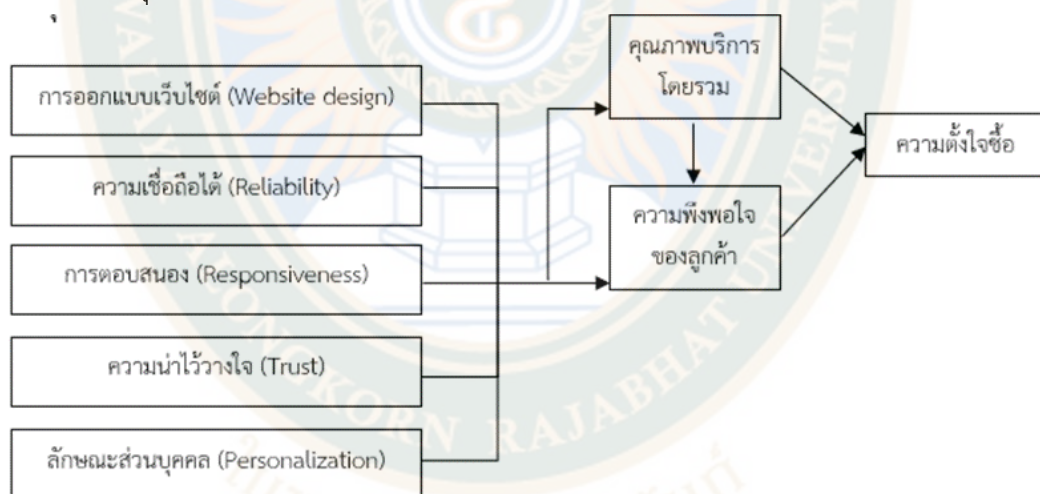 การออกแบบเว็บไซต์ (Website design)
ความเชื่อถือได้ (Reliability)
การตอบสนอง (Responsiveness)
ความน่าไว้วางใจ (Trust)
ลักษณะส่วนบุคคล (Personalization)
คุณภาพบริการ
โดยรวม
ความพึงพอใจ
ของลูกค้า
ความตั้งใจซื้อ
RAJABHAT UNIVERSITY